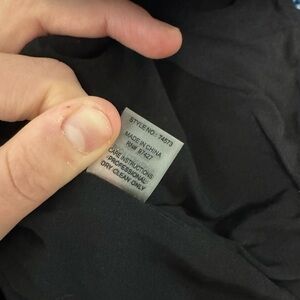 STYLE NO: 74573
MADE IN CHINA
RN# 87427
CARE INSTRUCTIONS
PROFESSIONAL
DRY CLEAN ONLY